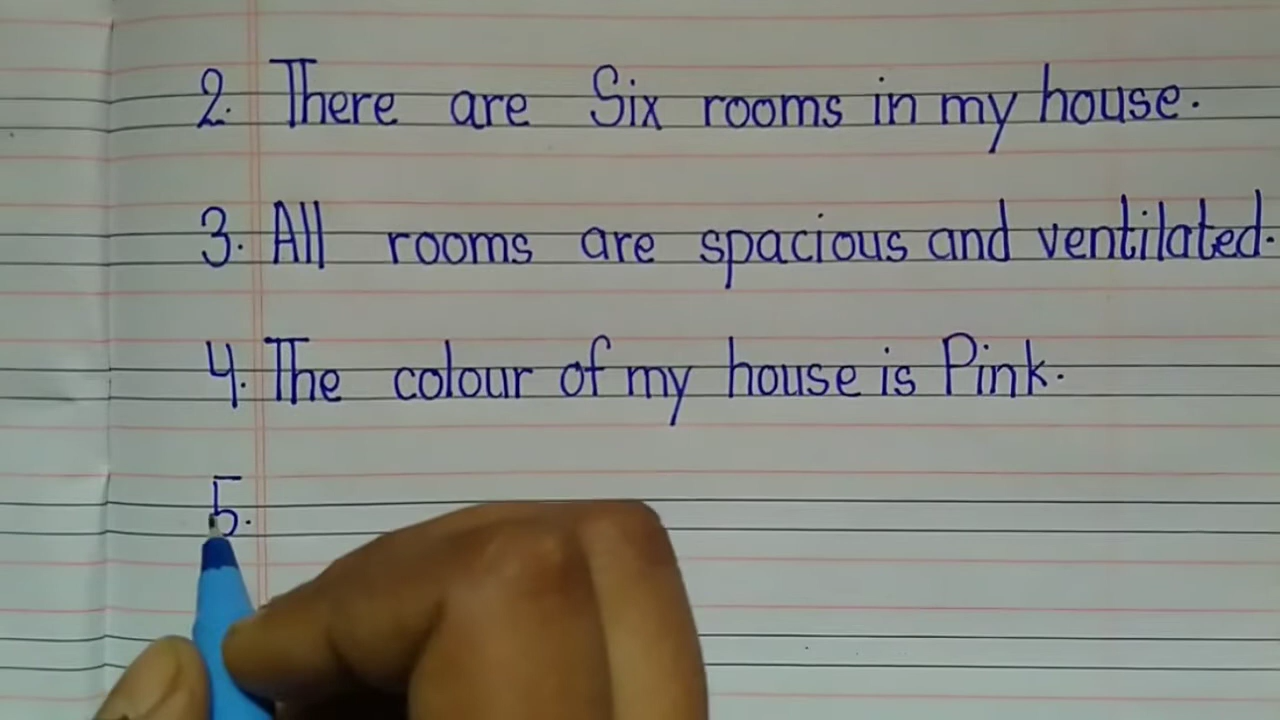 2. There are Six rooms in my house.
3. All rooms are spacious and ventilated.
4. The colour of my house is Pink.
5.